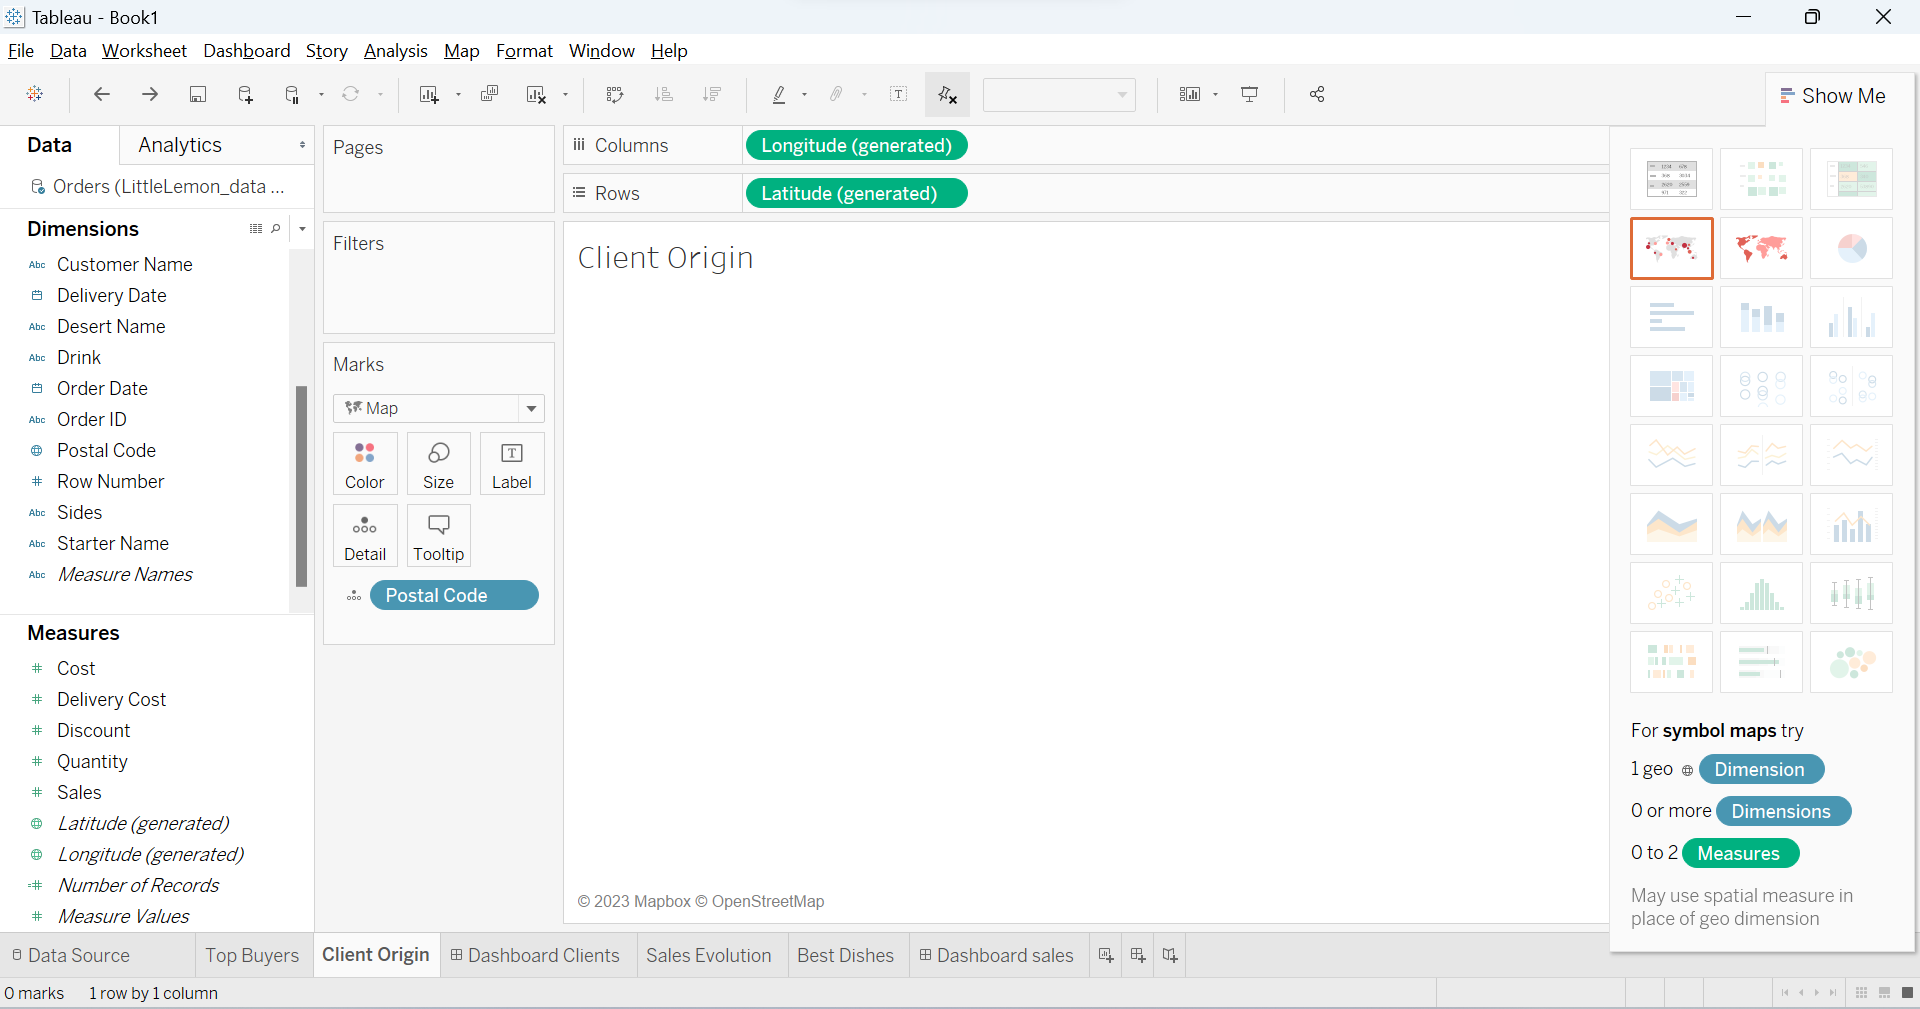 Tableau - Book1
File Data Worksheet Dashboard Story Analysis Map Format Window Help
Show Me
Data Analytics
Orders (LittleLemon_data ...
Dimensions
Abc Customer Name
Delivery Date
Abc Desert Name
Abc Drink
Order Date
Abc Order ID
Postal Code
# Row Number
Abc Sides
Abc Starter Name
Abc Measure Names
Measures
# Cost
# Delivery Cost
# Discount
# Quantity
# Sales
Latitude (generated)
Longitude (generated)
=# Number of Records
# Measure Values
Pages
Filters
Marks
Map
Color Size Label
Detail Tooltip
Postal Code
Columns Longitude (generated)
Rows Latitude (generated)
Client Origin
© 2023 Mapbox © OpenStreetMap
For symbol maps try
1 geo Dimension
0 or more Dimensions
0 to 2 Measures
May use spatial measure in
place of geo dimension
Data Source Top Buyers Client Origin Dashboard Clients Sales Evolution Best Dishes Dashboard sales
0 marks 1 row by 1 column